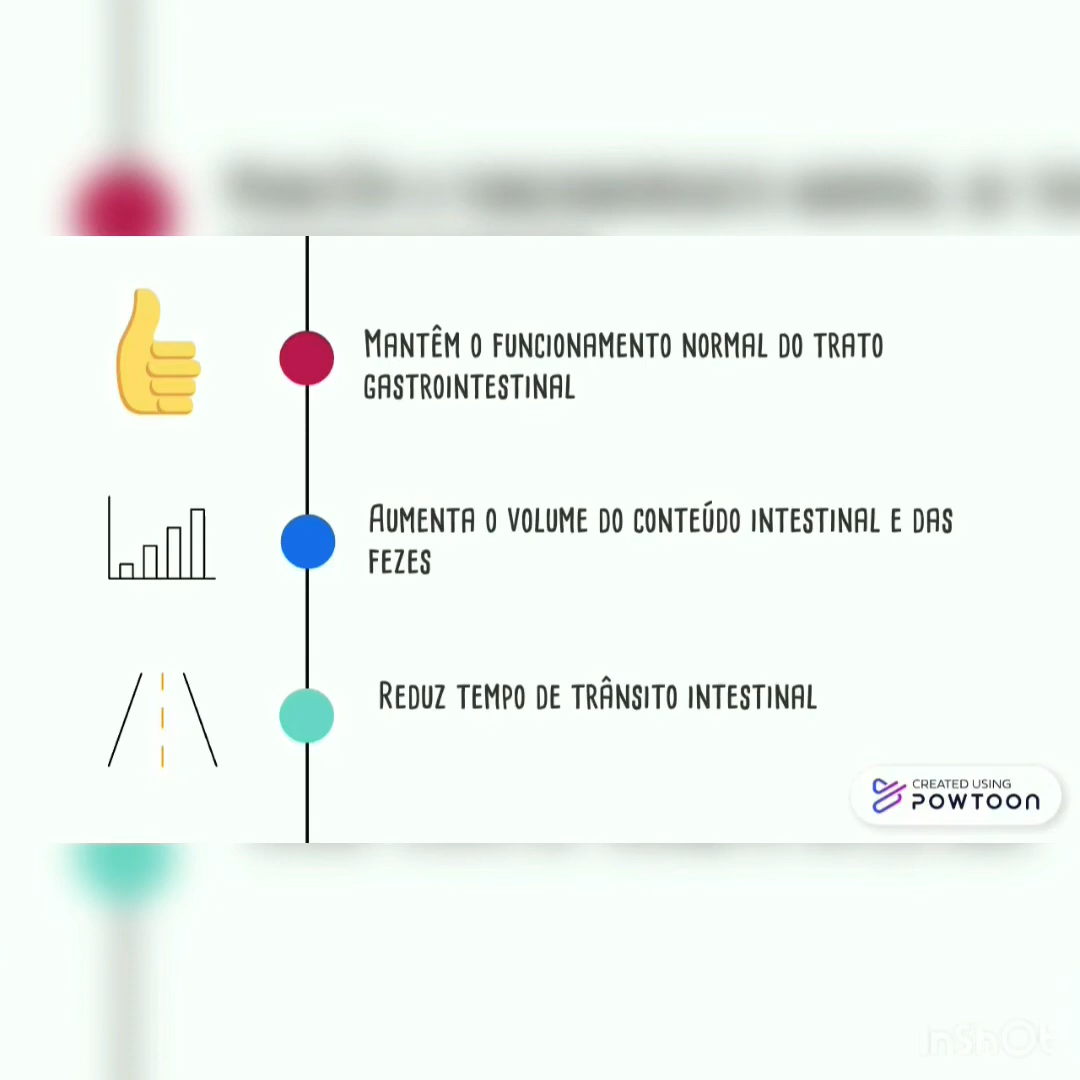 Mantêm o funcionamento normal do trato
gastrointestinal
Aumenta o volume do conteúdo intestinal e das
fezes
Reduz tempo de trânsito intestinal
CREATED USING
POWTOON
InShOt